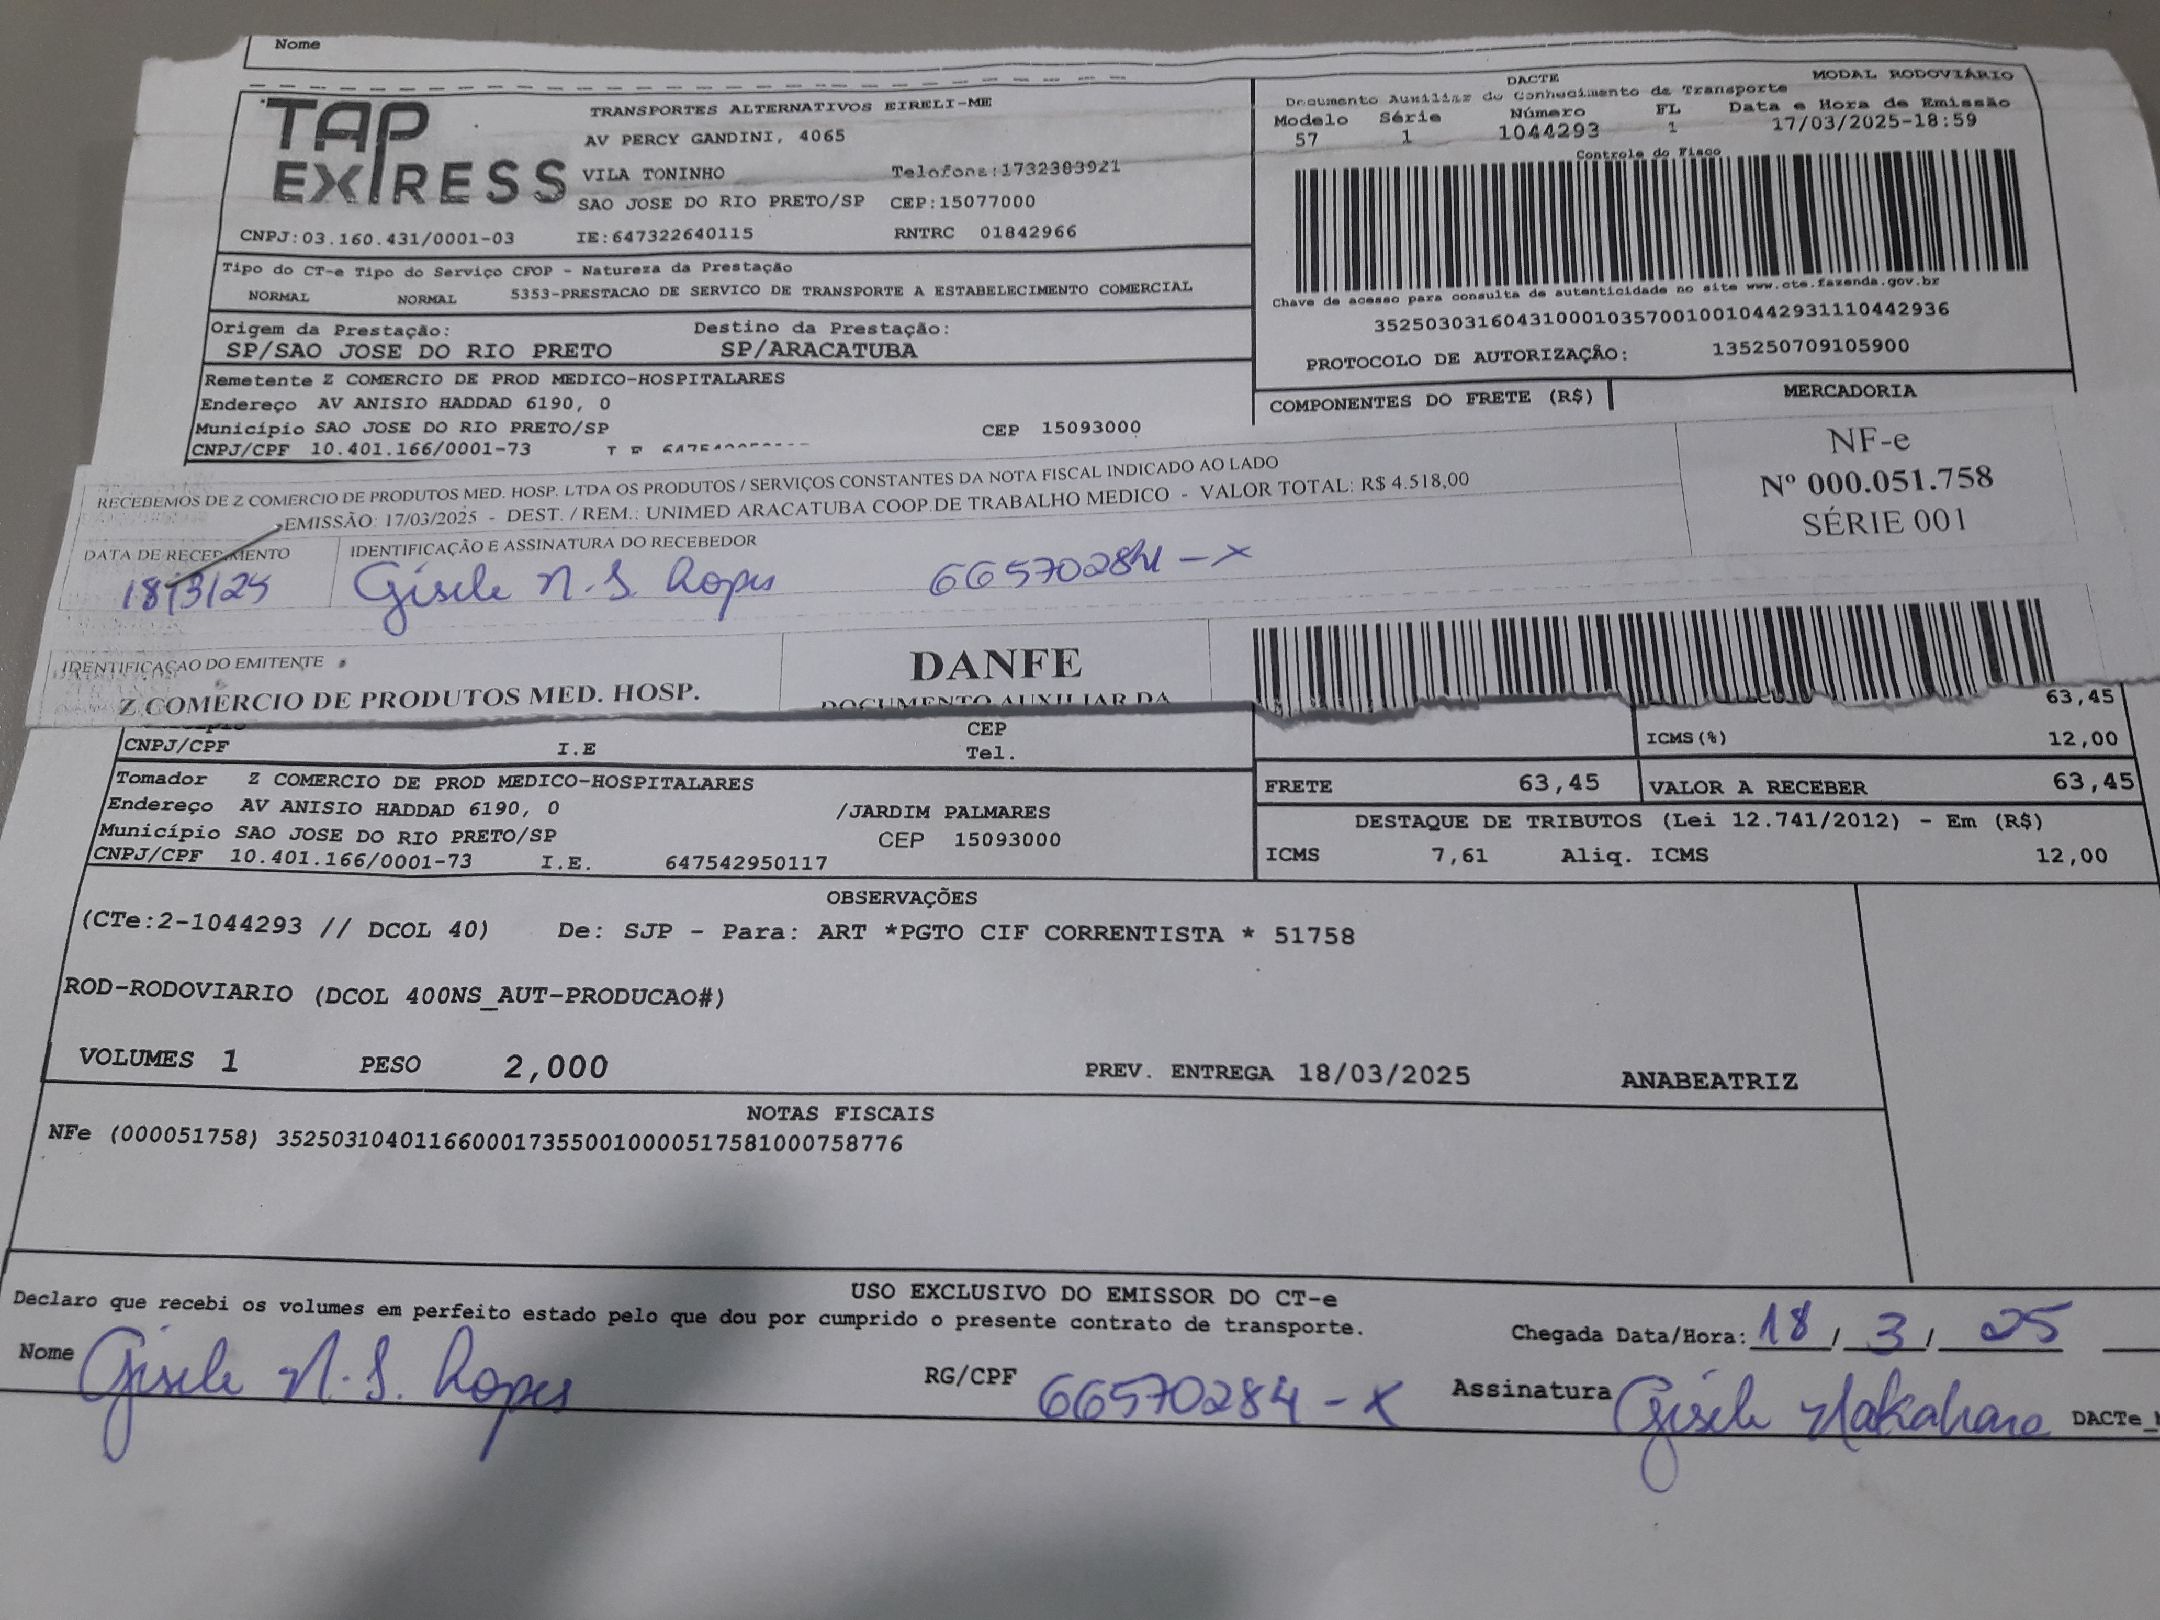 Nome
TAP EXPRESS
TRANSPORTES ALTERNATIVOS EIRELI-ME
AV PERCY GANDINI, 4065
VILA TONINHO Telefone:1732383921
SAO JOSE DO RIO PRETO/SP CEP:15077000
CNPJ:03.160.431/0001-03 IE:647322640115 RNTRC 01842966
DACTE MODAL RODOVIÁRIO
Documento Auxiliar do Conhecimento de Transporte
Modelo Série Número FL Data e Hora de Emissão
57 1 1044293 1 17/03/2025-18:59
Controle do Fisco
Chave de acesso para consulta de autenticidade no site www.cte.fazenda.gov.br
35250303160431000103570010010442931110442936
PROTOCOLO DE AUTORIZAÇÃO: 135250709105900
Tipo do CT-e Tipo do Serviço CFOP - Natureza da Prestação
NORMAL NORMAL 5353-PRESTACAO DE SERVICO DE TRANSPORTE A ESTABELECIMENTO COMERCIAL
Origem da Prestação: Destino da Prestação:
SP/SAO JOSE DO RIO PRETO SP/ARACATUBA
Remetente Z COMERCIO DE PROD MEDICO-HOSPITALARES
Endereço AV ANISIO HADDAD 6190, 0
Município SAO JOSE DO RIO PRETO/SP CEP 15093000
CNPJ/CPF 10.401.166/0001-73
COMPONENTES DO FRETE (R$) MERCADORIA
RECEBEMOS DE Z COMERCIO DE PRODUTOS MED. HOSP. LTDA OS PRODUTOS / SERVIÇOS CONSTANTES DA NOTA FISCAL INDICADO AO LADO
EMISSÃO: 17/03/2025 - DEST. / REM.: UNIMED ARACATUBA COOP.DE TRABALHO MEDICO - VALOR TOTAL: R$ 4.518,00
NF-e
Nº 000.051.758
SÉRIE 001
DATA DE RECEBIMENTO IDENTIFICAÇÃO E ASSINATURA DO RECEBEDOR
18/3/25 Gisele N. S. Lopes
IDENTIFICAÇAO DO EMITENTE
Z COMERCIO DE PRODUTOS MED. HOSP.
DANFE
DOCUMENTO AUXILIAR DA
63,45
CNPJ/CPF I.E CEP
Tel.
ICMS(%) 12,00
Tomador Z COMERCIO DE PROD MEDICO-HOSPITALARES
Endereço AV ANISIO HADDAD 6190, 0 /JARDIM PALMARES
Município SAO JOSE DO RIO PRETO/SP CEP 15093000
CNPJ/CPF 10.401.166/0001-73 I.E. 647542950117
FRETE 63,45 VALOR A RECEBER 63,45
DESTAQUE DE TRIBUTOS (Lei 12.741/2012) - Em (R$)
ICMS 7,61 Aliq. ICMS 12,00
OBSERVAÇÕES
(CTe:2-1044293 // DCOL 40) De: SJP - Para: ART *PGTO CIF CORRENTISTA * 51758
ROD-RODOVIARIO (DCOL 400NS_AUT-PRODUCAO#)
VOLUMES 1 PESO 2,000 PREV. ENTREGA 18/03/2025 ANABEATRIZ
NOTAS FISCAIS
NFe (000051758) 35250310401166000173550010000517581000758776
USO EXCLUSIVO DO EMISSOR DO CT-e
Declaro que recebi os volumes em perfeito estado pelo que dou por cumprido o presente contrato de transporte.
Chegada Data/Hora: 18 / 3 / 25
Nome Gisele N. S. Lopes RG/CPF 66570284-X Assinatura Gisele Nakahara DACTe_